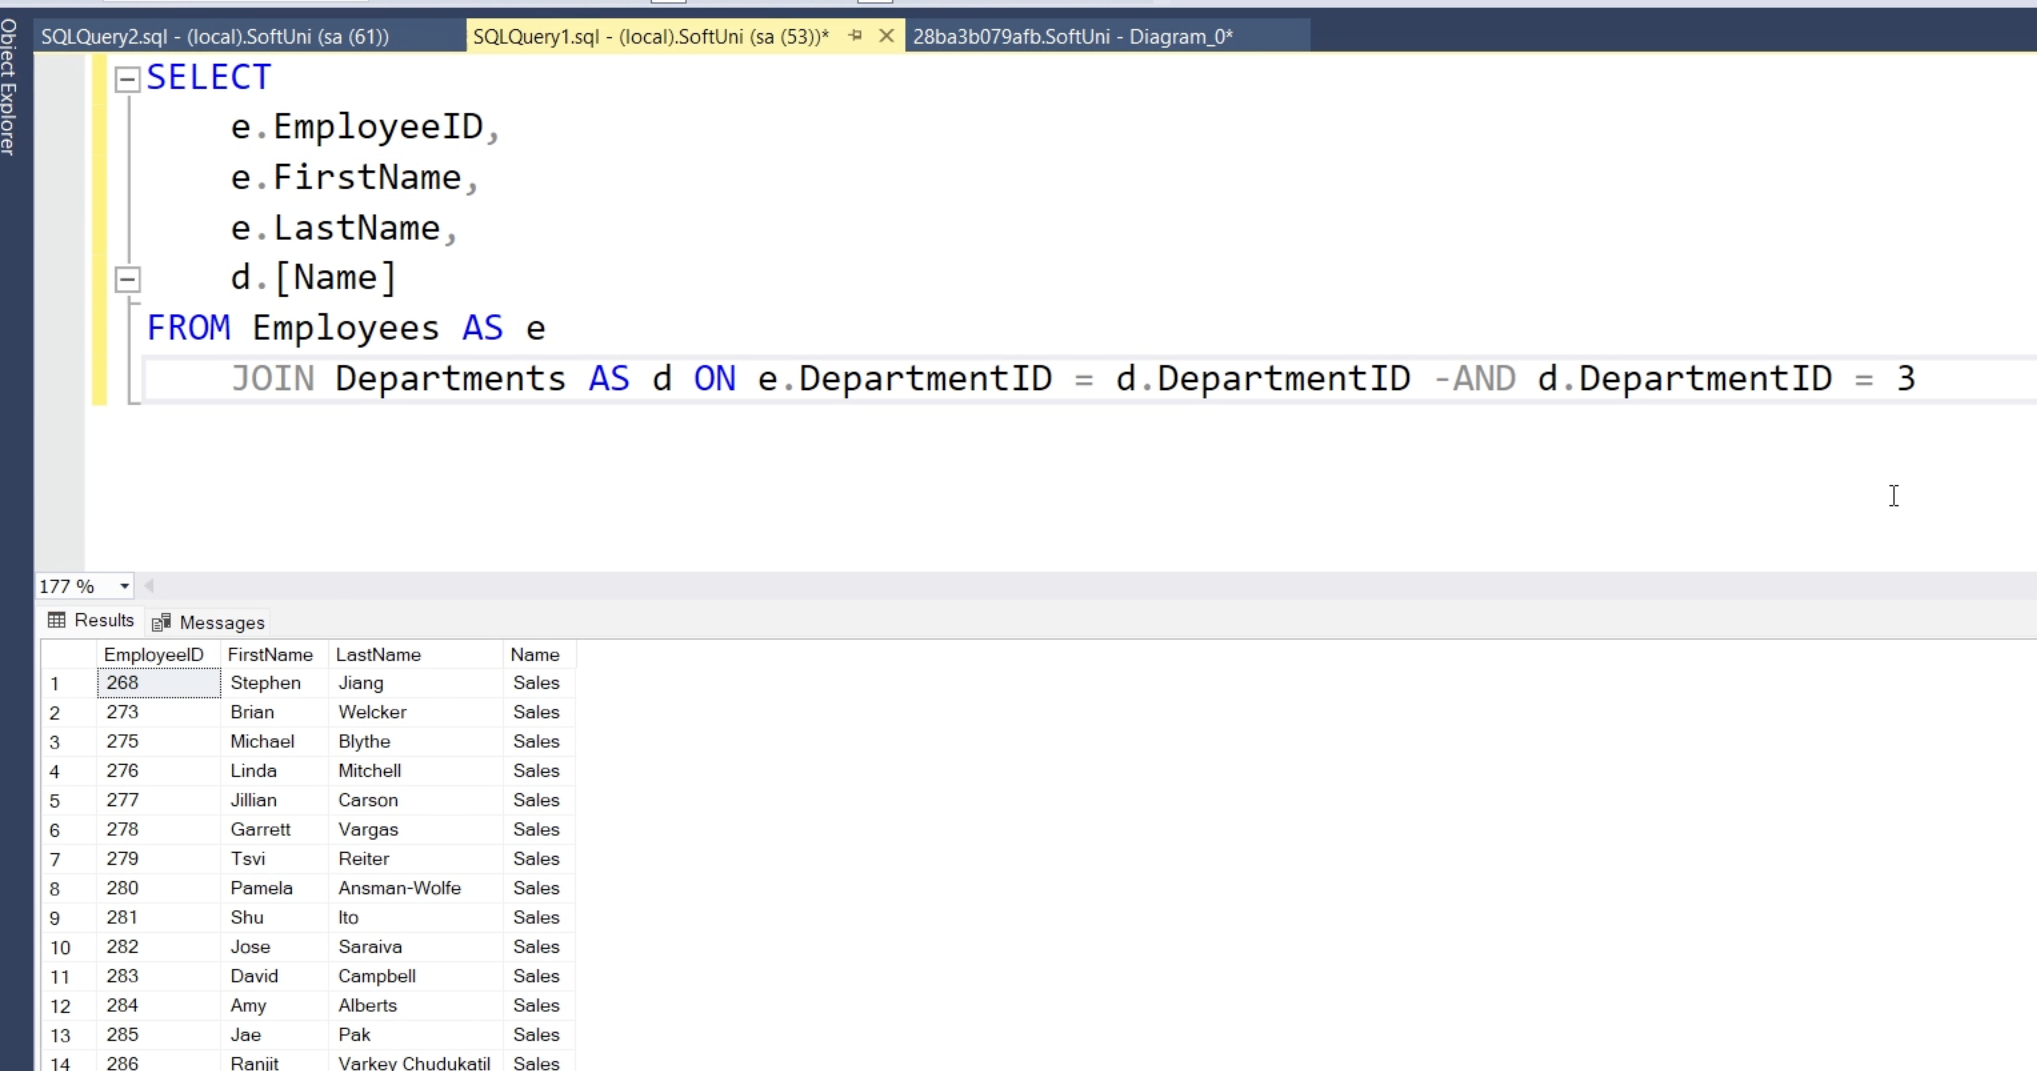 Object Explorer
SQLQuery2.sql - (local).SoftUni (sa (61))
SQLQuery1.sql - (local).SoftUni (sa (53))*
28ba3b079afb.SoftUni - Diagram_0*
SELECT
e.EmployeeID,
e.FirstName,
e.LastName,
d.[Name]
FROM Employees AS e
JOIN Departments AS d ON e.DepartmentID = d.DepartmentID -AND d.DepartmentID = 3
177 %
Results Messages
EmployeeID FirstName LastName Name
1 268 Stephen Jiang Sales
2 273 Brian Welcker Sales
3 275 Michael Blythe Sales
4 276 Linda Mitchell Sales
5 277 Jillian Carson Sales
6 278 Garrett Vargas Sales
7 279 Tsvi Reiter Sales
8 280 Pamela Ansman-Wolfe Sales
9 281 Shu Ito Sales
10 282 Jose Saraiva Sales
11 283 David Campbell Sales
12 284 Amy Alberts Sales
13 285 Jae Pak Sales
14 286 Ranjit Varkey Chudukatil Sales